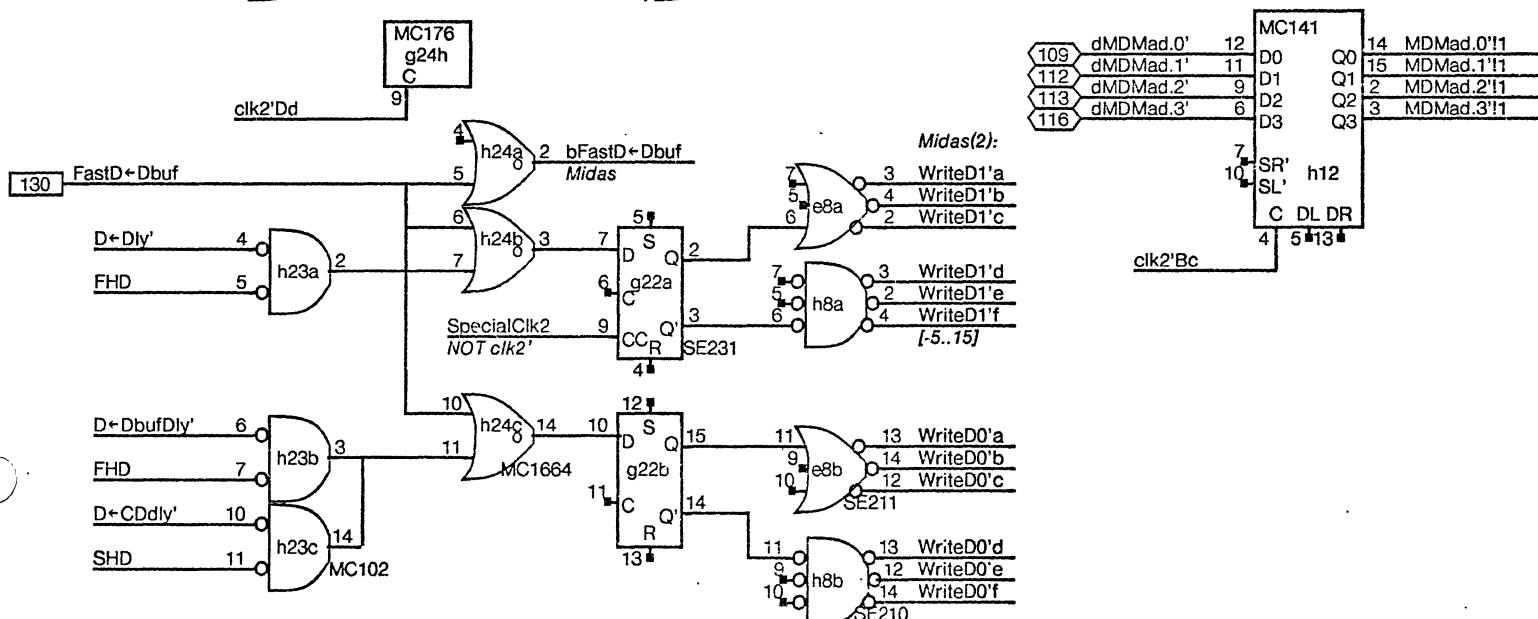 MC176
g24h
C
9
clk2'Dd
130
FastD←Dbuf
4
5
h24a
o
2
bFastD←Dbuf
Midas
6
7
h24b
o
3
D←Dly'
4
FHD
5
h23a
2
5
S
7
D
Q
2
g22a
6
C
SpecialClk2
NOT clk2'
9
CC
Q'
3
R
SE231
4
Midas(2):
7
5
6
e8a
3
WriteD1'a
4
WriteD1'b
2
WriteD1'c
7
5
6
h8a
3
WriteD1'd
2
WriteD1'e
4
WriteD1'f
[-5..15]
D←DbufDly'
6
FHD
7
h23b
3
D←CDdly'
10
SHD
11
h23c
14
MC102
10
11
h24c
o
14
MC1664
12
S
10
D
Q
15
g22b
11
C
Q'
14
R
13
11
9
10
e8b
13
WriteD0'a
14
WriteD0'b
12
WriteD0'c
SE211
11
9
10
h8b
13
WriteD0'd
12
WriteD0'e
14
WriteD0'f
SE210
MC141
109
dMDMad.0'
12
D0
Q0
14
MDMad.0'!1
112
dMDMad.1'
11
D1
Q1
15
MDMad.1'!1
113
dMDMad.2'
9
D2
Q2
2
MDMad.2'!1
116
dMDMad.3'
6
D3
Q3
3
MDMad.3'!1
7
SR'
10
SL'
h12
C DL DR
4
5
13
clk2'Bc